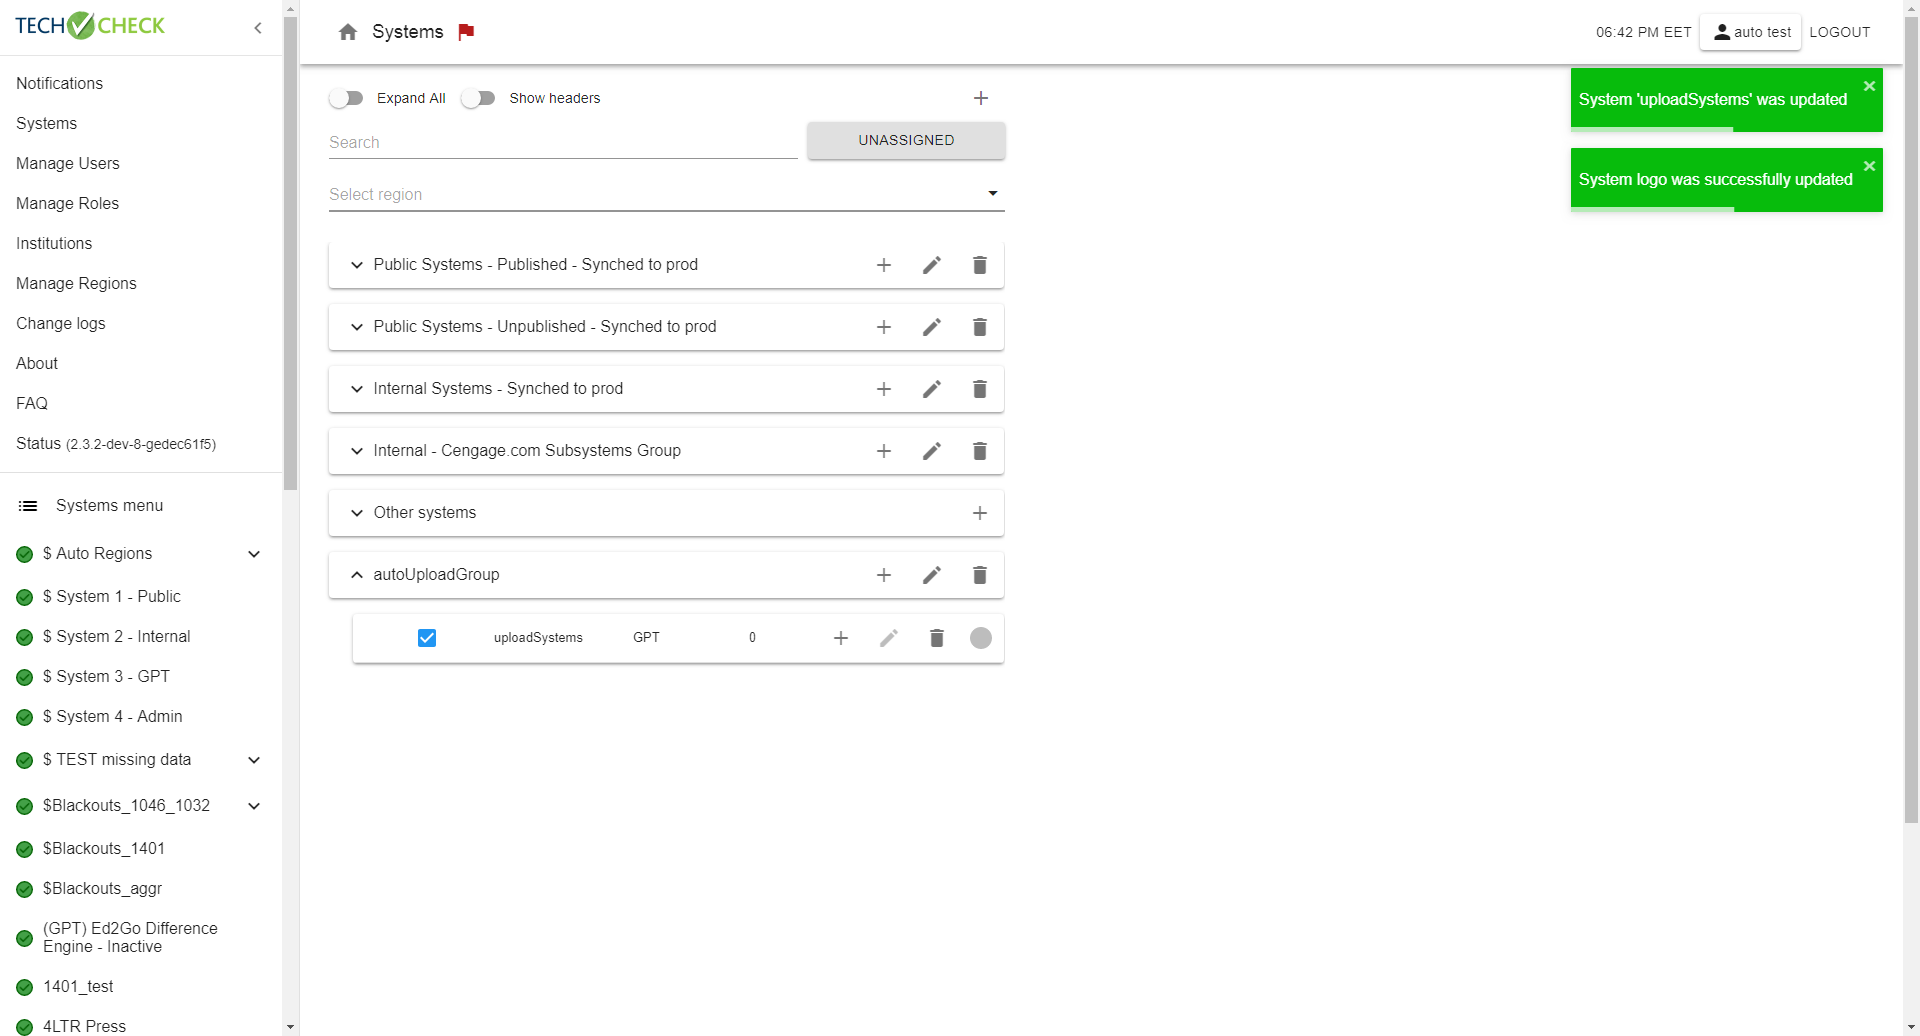 TECH CHECK
Systems
06:42 PM EET
auto test
LOGOUT
Notifications
Systems
Manage Users
Manage Roles
Institutions
Manage Regions
Change logs
About
FAQ
Status (2.3.2-dev-8-gedec61f5)
Systems menu
$ Auto Regions
$ System 1 - Public
$ System 2 - Internal
$ System 3 - GPT
$ System 4 - Admin
$ TEST missing data
$Blackouts_1046_1032
$Blackouts_1401
$Blackouts_aggr
(GPT) Ed2Go Difference
Engine - Inactive
1401_test
4LTR Press
Expand All
Show headers
Search
UNASSIGNED
Select region
Public Systems - Published - Synched to prod
Public Systems - Unpublished - Synched to prod
Internal Systems - Synched to prod
Internal - Cengage.com Subsystems Group
Other systems
autoUploadGroup
uploadSystems GPT 0
System 'uploadSystems' was updated
System logo was successfully updated